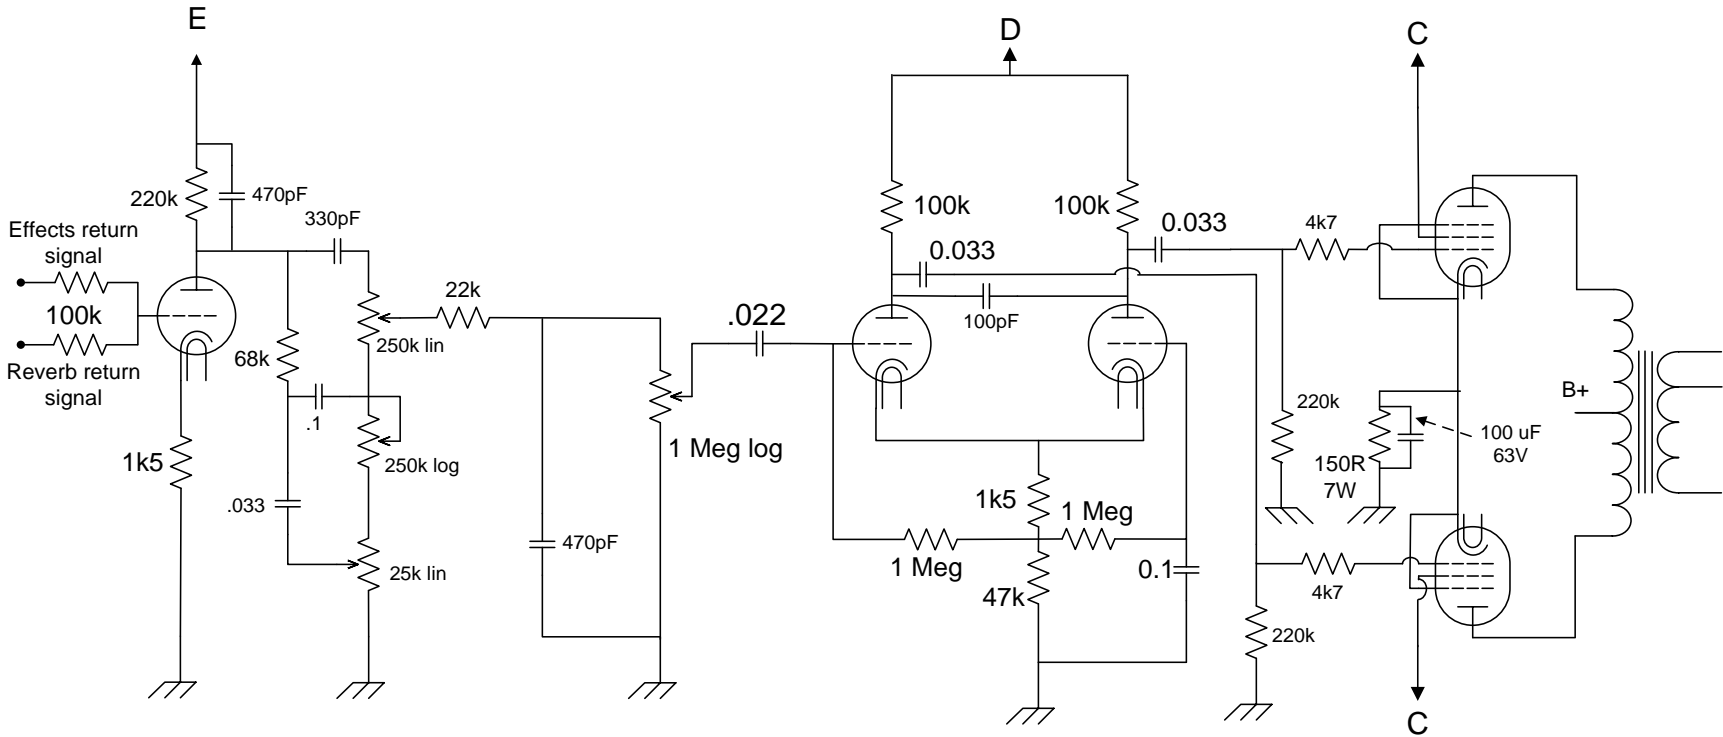 E
D
C
220k
470pF
330pF
Effects return
signal
100k
Reverb return
signal
68k
250k lin
22k
.1
250k log
1k5
.033
25k lin
470pF
1 Meg log
.022
100k
100k
0.033
0.033
100pF
4k7
220k
B+
100 uF
63V
150R
7W
1k5
1 Meg
1 Meg
47k
0.1
4k7
220k
C